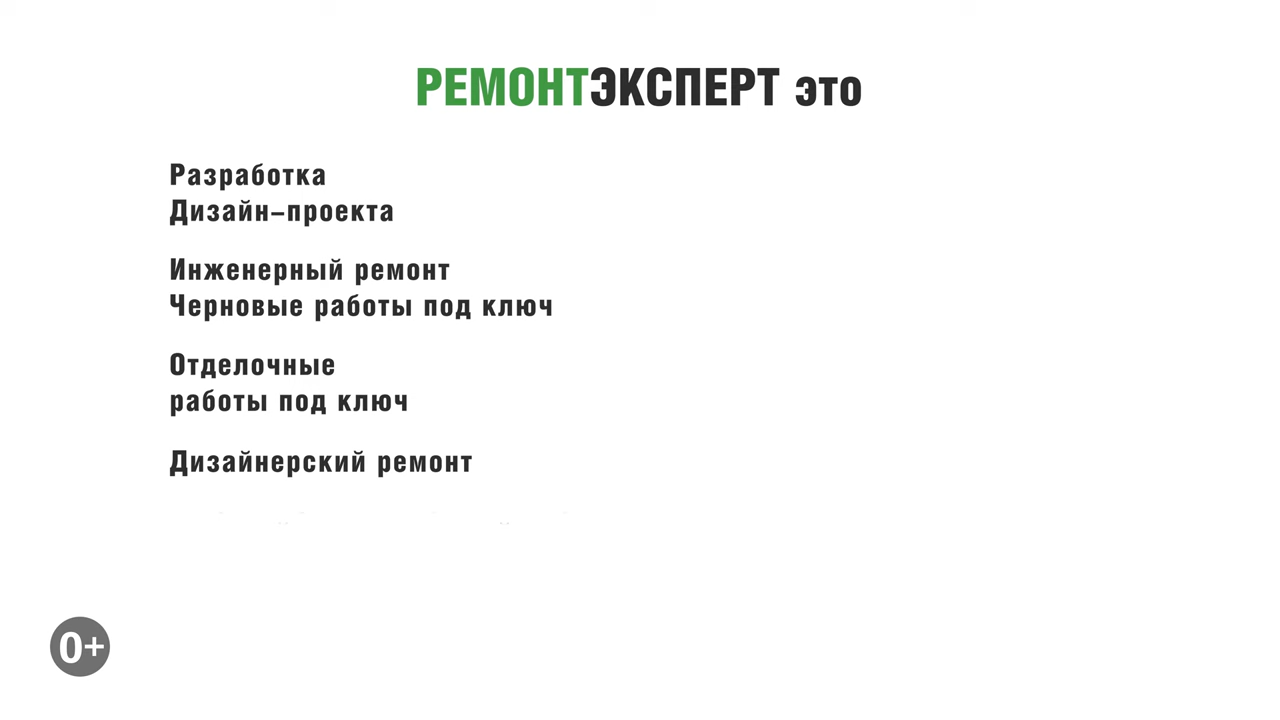 РЕМОНТЭКСПЕРТ это
Разработка
Дизайн–проекта
Инженерный ремонт
Черновые работы под ключ
Отделочные
работы под ключ
Дизайнерский ремонт
0+